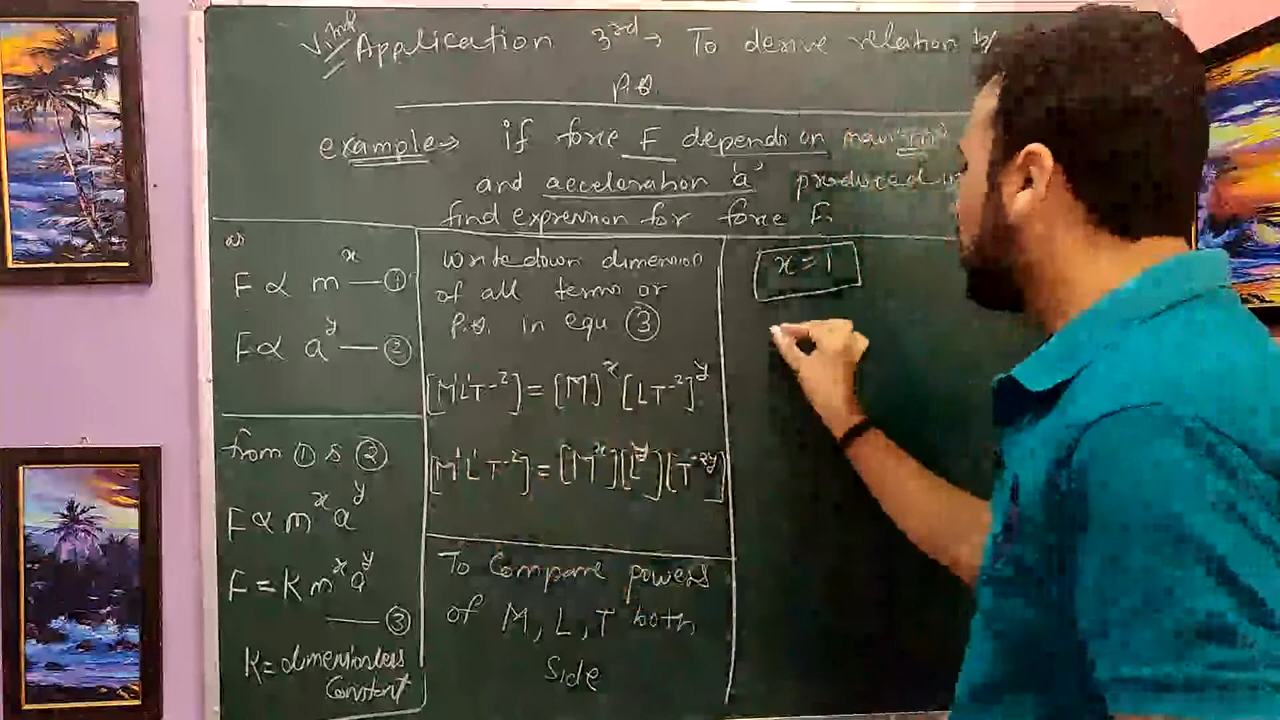 V. Imp Application 3rd → To derive relation b/
P.Q.
example → if force F depends on mass 'm'
and acceleration 'a' produced in
find expression for force F.
F ∝ m^x — ①
F ∝ a^y — ②
from ① & ②
F ∝ m^x a^y
F = K m^x a^y
— ③
K = dimensionless
Constant
Write down dimension
of all terms or
P.Q. in equ ③
[M¹L¹T⁻²] = [M]^x [LT⁻²]^y
[M¹L¹T⁻²] = [M^x][L^y][T^-2y]
To Compare powers
of M, L, T both
Side
x = 1